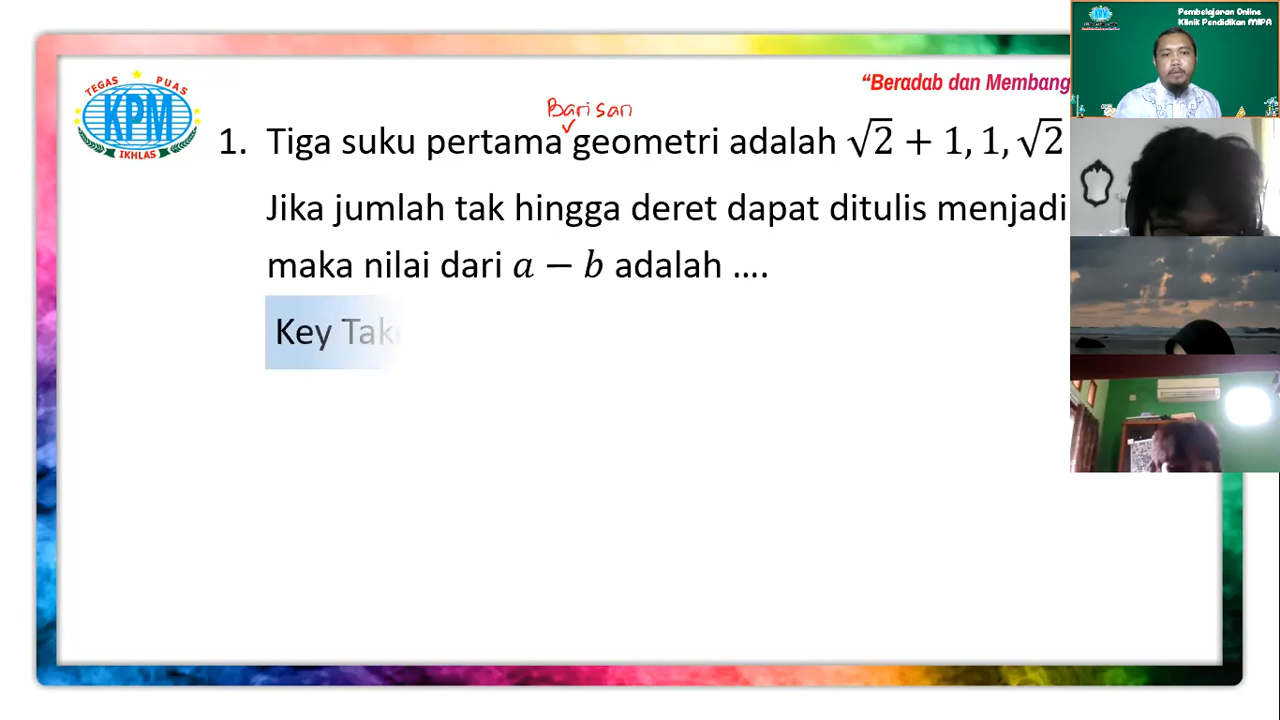 Pembelajaran Online
Klinik Pendidikan MIPA
TEGAS PUAS
KPM
IKHLAS
“Beradab dan Membang
Barisan
1. Tiga suku pertama geometri adalah √2 + 1, 1, √2
Jika jumlah tak hingga deret dapat ditulis menjadi
maka nilai dari a − b adalah ....
Key Tak